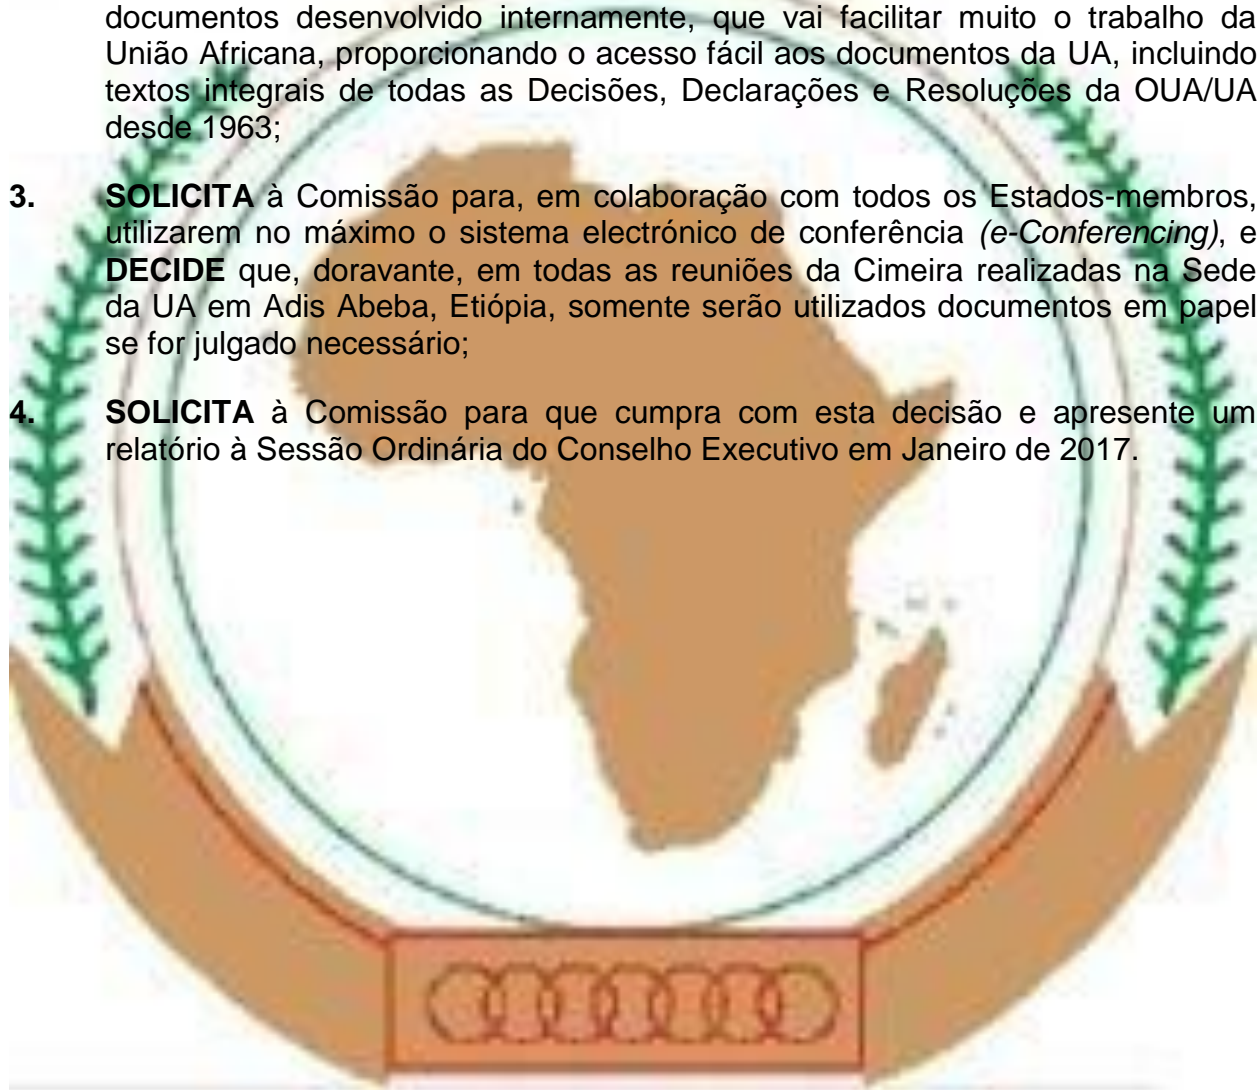 documentos desenvolvido internamente, que vai facilitar muito o trabalho da
União Africana, proporcionando o acesso fácil aos documentos da UA, incluindo
textos integrais de todas as Decisões, Declarações e Resoluções da OUA/UA
desde 1963;
3. SOLICITA à Comissão para, em colaboração com todos os Estados-membros,
utilizarem no máximo o sistema electrónico de conferência (e-Conferencing), e
DECIDE que, doravante, em todas as reuniões da Cimeira realizadas na Sede
da UA em Adis Abeba, Etiópia, somente serão utilizados documentos em papel
se for julgado necessário;
4. SOLICITA à Comissão para que cumpra com esta decisão e apresente um
relatório à Sessão Ordinária do Conselho Executivo em Janeiro de 2017.